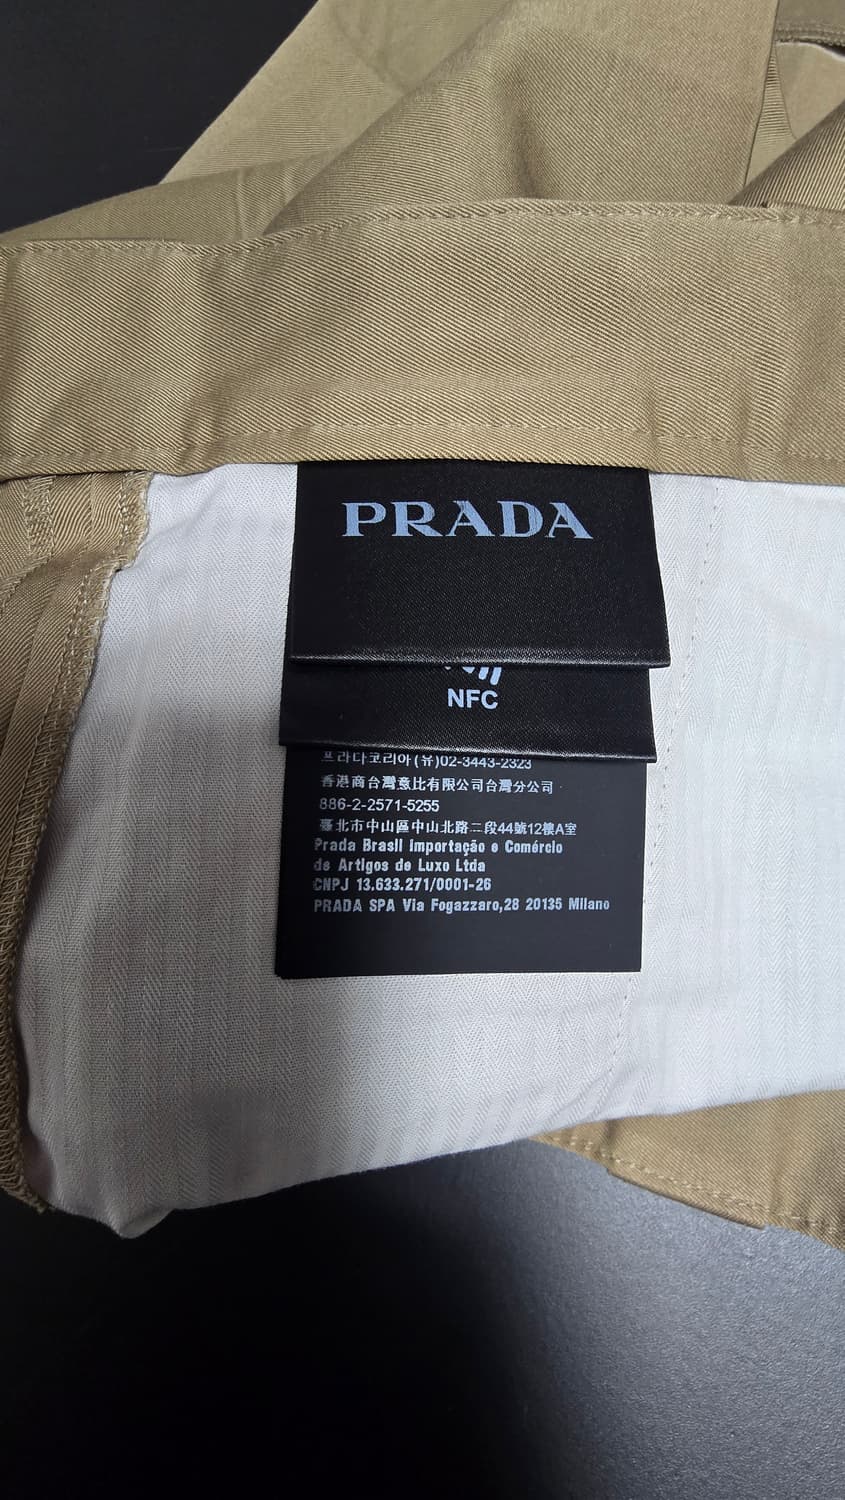 PRADA
NFC
프라다코리아(유)02-3443-2323
香港商台灣意比有限公司台灣分公司
886-2-2571-5255
臺北市中山區中山北路二段44號12樓A室
Prada Brasil Importação e Comércio
de Artigos de Luxo Ltda
CNPJ 13.633.271/0001-26
PRADA SPA Via Fogazzaro,28 20135 Milano